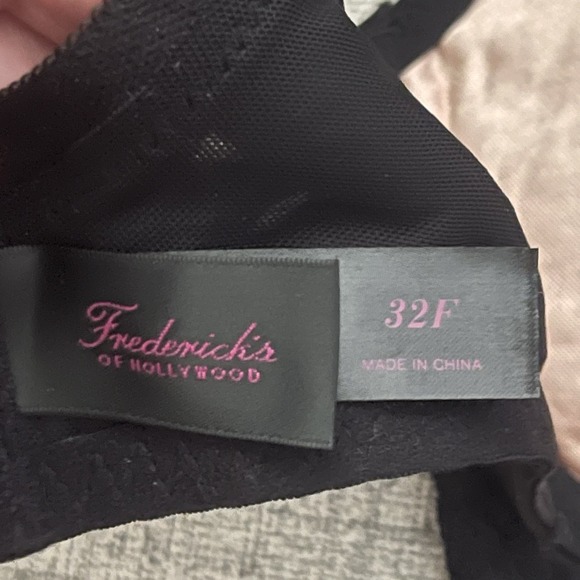 Frederick's
OF HOLLYWOOD
32F
MADE IN CHINA